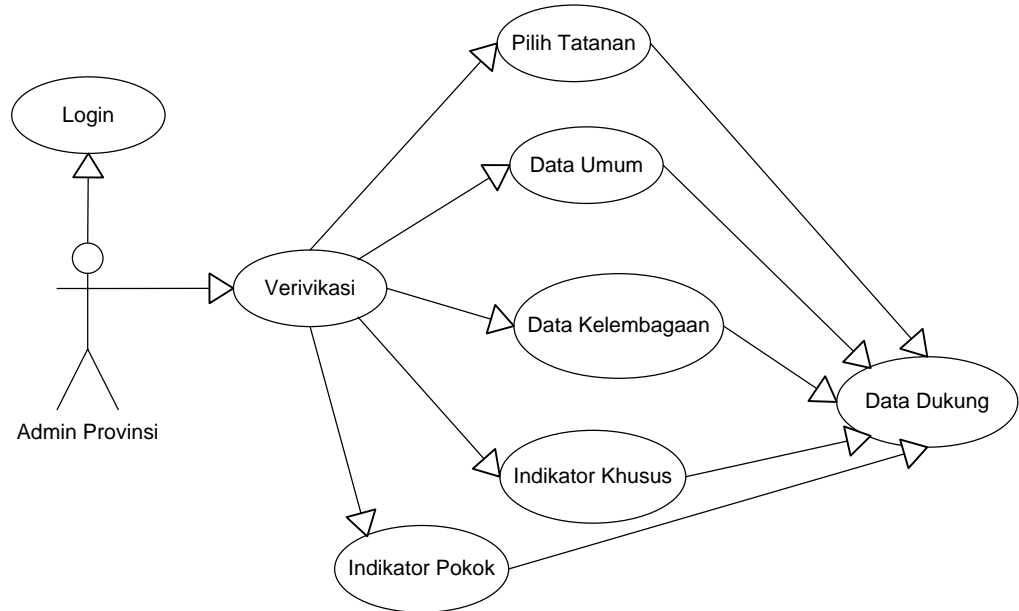 Pilih Tatanan
Login
Data Umum
Verivikasi
Data Kelembagaan
Data Dukung
Admin Provinsi
Indikator Khusus
Indikator Pokok